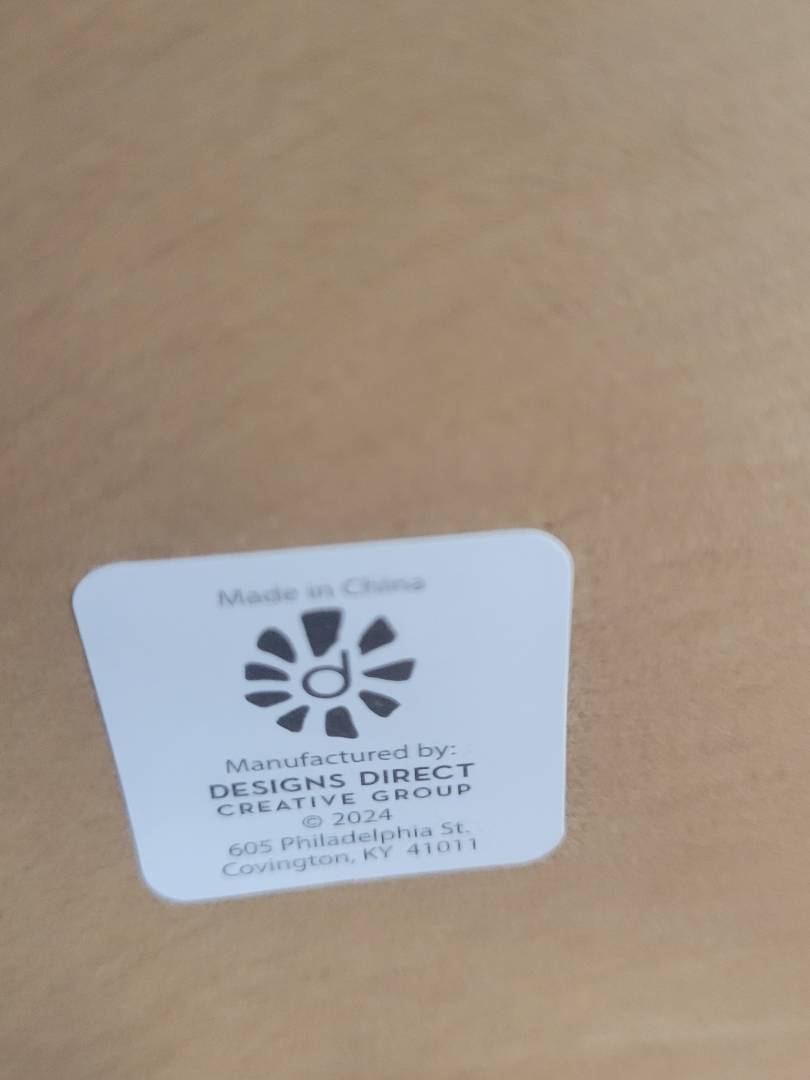 Made in China
d
Manufactured by:
DESIGNS DIRECT
CREATIVE GROUP
© 2024
605 Philadelphia St.
Covington, KY 41011